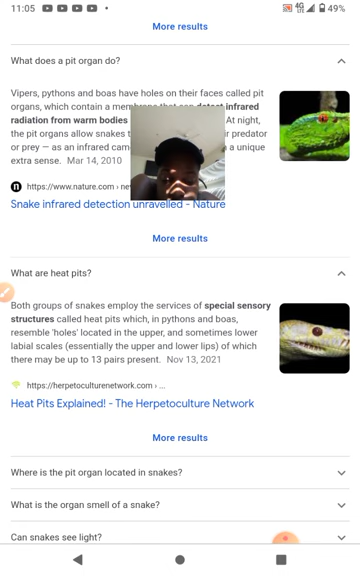 11:05
4G
49%
More results
What does a pit organ do?
Vipers, pythons and boas have holes on their faces called pit
organs, which contain a
radiation from warm bodies At night,
the pit organs allow snakes predator
or prey — as an infrared a unique
extra sense. Mar 14, 2010
n https://www.nature.com ›
Snake infrared detection unravelled - Nature
More results
What are heat pits?
Both groups of snakes employ the services of special sensory
structures called heat pits which, in pythons and boas,
resemble 'holes' located in the upper, and sometimes lower
labial scales (essentially the upper and lower lips) of which
there may be up to 13 pairs present. Nov 13, 2021
https://herpetoculturenetwork.com › ...
Heat Pits Explained! - The Herpetoculture Network
More results
Where is the pit organ located in snakes?
What is the organ smell of a snake?
Can snakes see light?